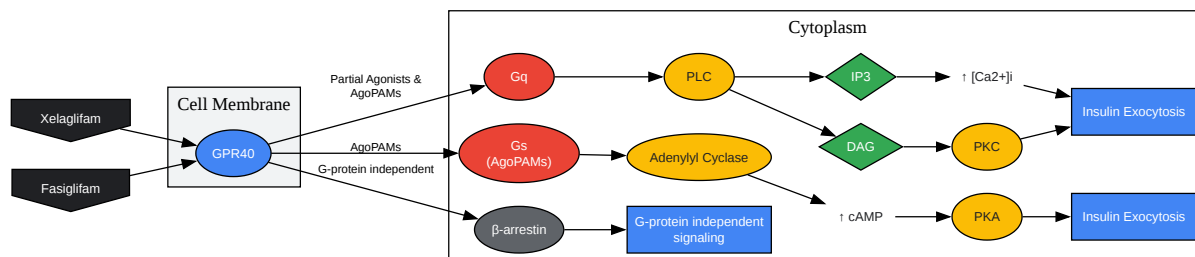 Cytoplasm
Partial Agonists &
AgoPAMs
Gq
PLC
IP3
↑ [Ca2+]i
Cell Membrane
Xelaglifam
Insulin Exocytosis
GPR40
AgoPAMs
Gs
(AgoPAMs)
Adenylyl Cyclase
DAG
PKC
G-protein independent
Fasiglifam
β-arrestin
G-protein independent
signaling
↑ cAMP
PKA
Insulin Exocytosis